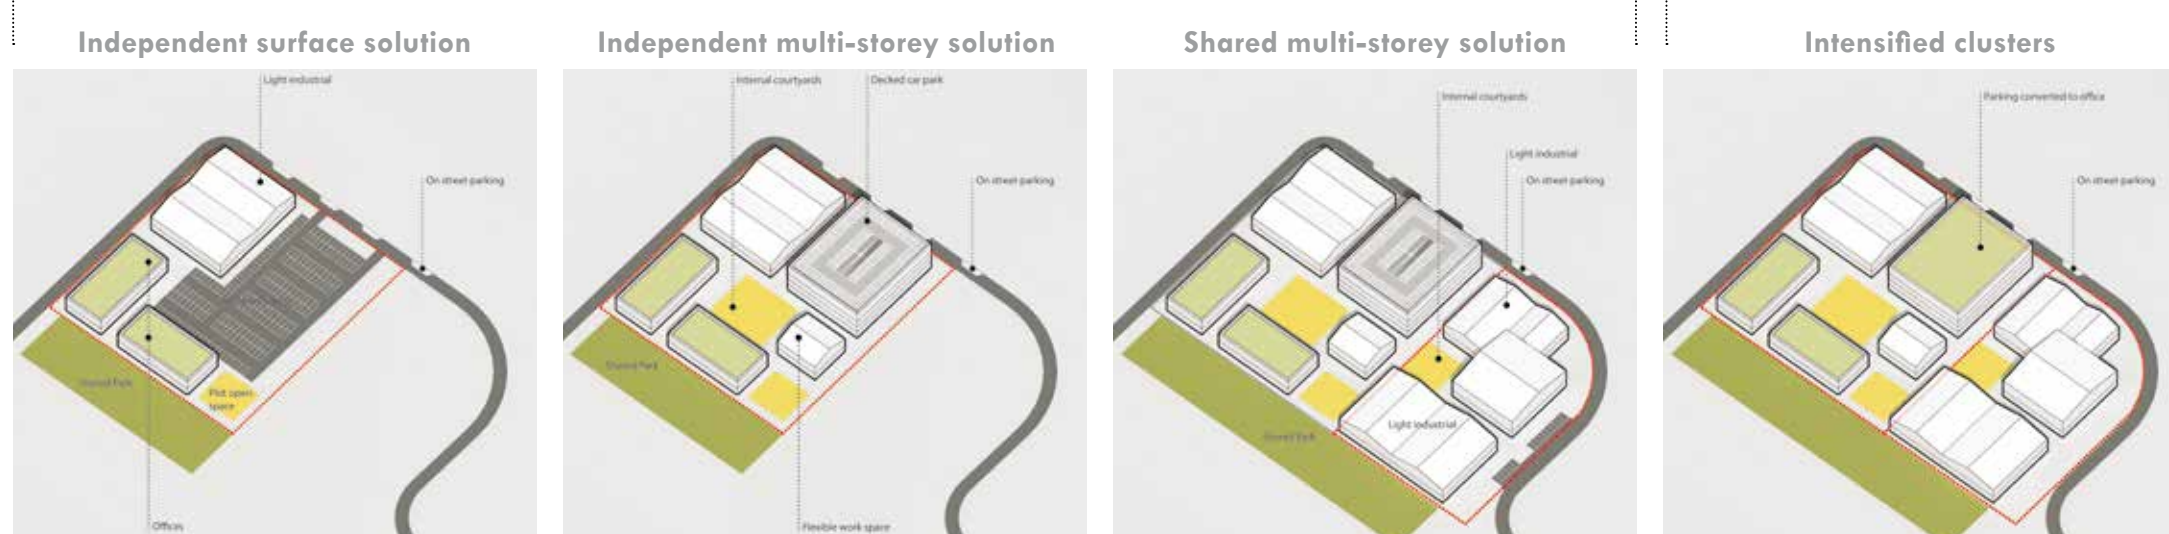 Independent surface solution
Light industrial
On street parking
Shared Park
Plot open
space
Offices
Independent multi-storey solution
Internal courtyards
Decked car park
On street parking
Shared Park
Flexible work space
Shared multi-storey solution
Internal courtyards
Light industrial
On street parking
Light industrial
Shared Park
Intensified clusters
Parking converted to office
On street parking